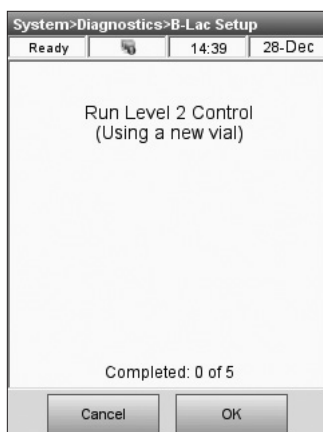 System>Diagnostics>B-Lac Setup
Ready 14:39 28-Dec
Run Level 2 Control
(Using a new vial)
Completed: 0 of 5
Cancel OK